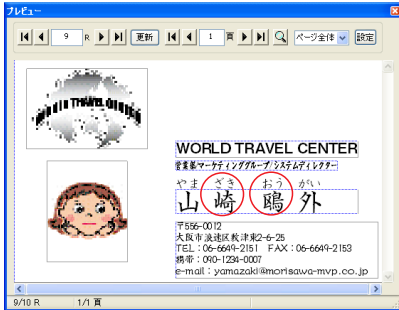 プレビュー
9 R 更新 1 頁 ページ全体 設定
THAVEL
WORLD TRAVEL CENTER
営業部マーケティンググループ/システムディレクター
やま ざき おう がい
山 崎 鷗 外
〒556-0012
大阪市浪速区敷津東2-6-25
TEL：06-6649-2151 FAX：06-6649-2153
携帯：090-1234-0007
e-mail：yamazaki@morisawa-mvp.co.jp
9/10 R 1/1 頁